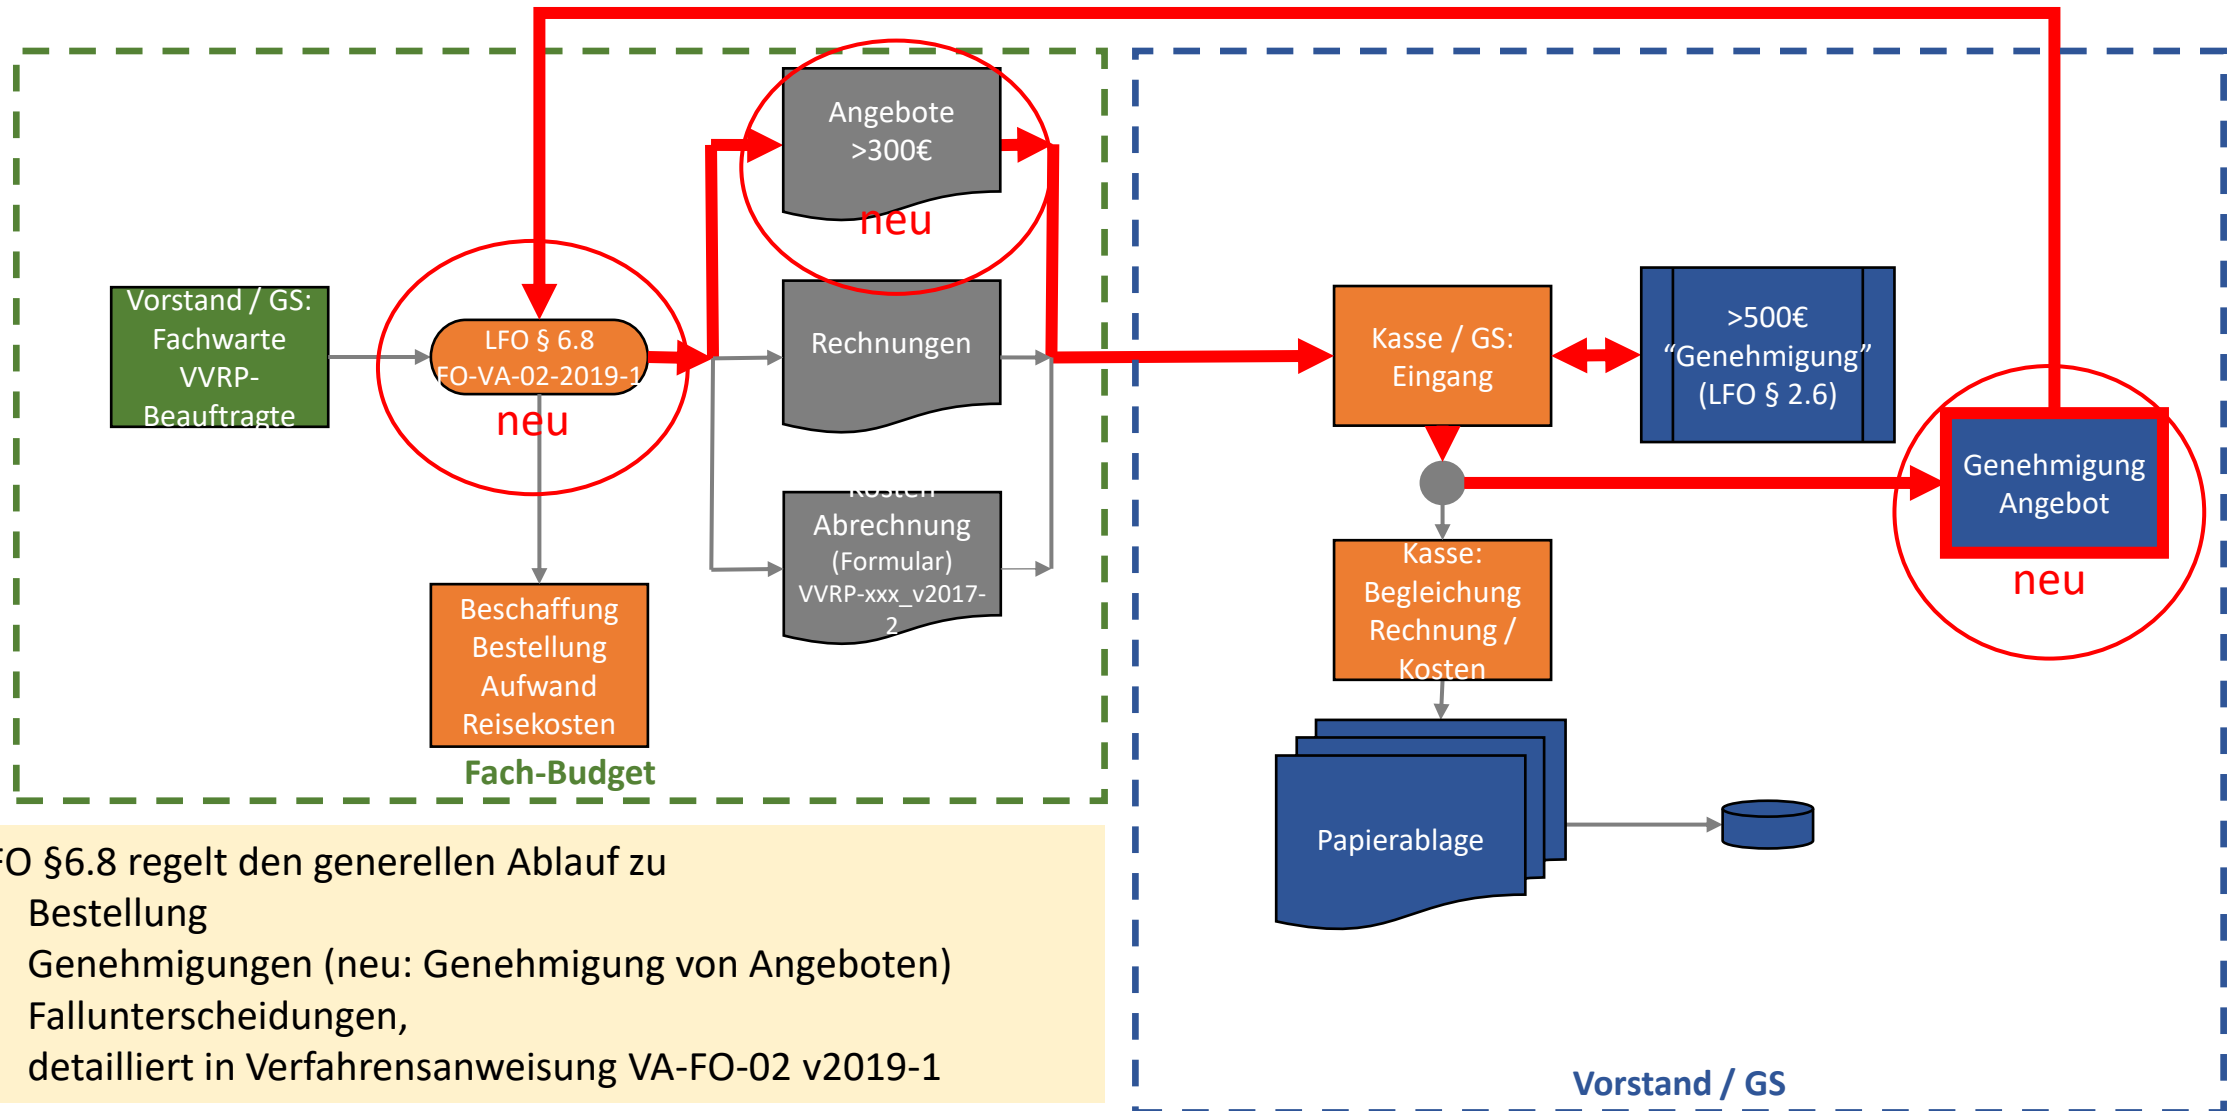 Angebote
>300€
neu
Vorstand / GS:
Fachwarte
VVRP-
Beauftragte
LFO § 6.8
FO-VA-02-2019-1
neu
Rechnungen
Kosten
Abrechnung
(Formular)
VVRP-xxx_v2017-
2
Beschaffung
Bestellung
Aufwand
Reisekosten
Fach-Budget
Kasse / GS:
Eingang
>500€
“Genehmigung”
(LFO § 2.6)
Genehmigung
Angebot
neu
Kasse:
Begleichung
Rechnung /
Kosten
Papierablage
Vorstand / GS
FO §6.8 regelt den generellen Ablauf zu
Bestellung
Genehmigungen (neu: Genehmigung von Angeboten)
Fallunterscheidungen,
detailliert in Verfahrensanweisung VA-FO-02 v2019-1